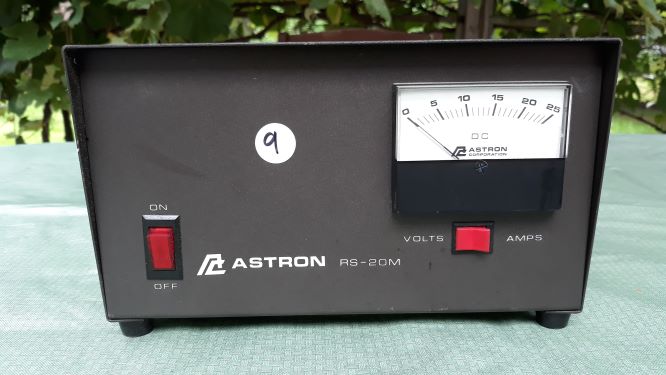 0 5 10 15 20 25
DC
ASTRON
CORPORATION
9
ON
OFF
VOLTS AMPS
ASTRON RS-20M